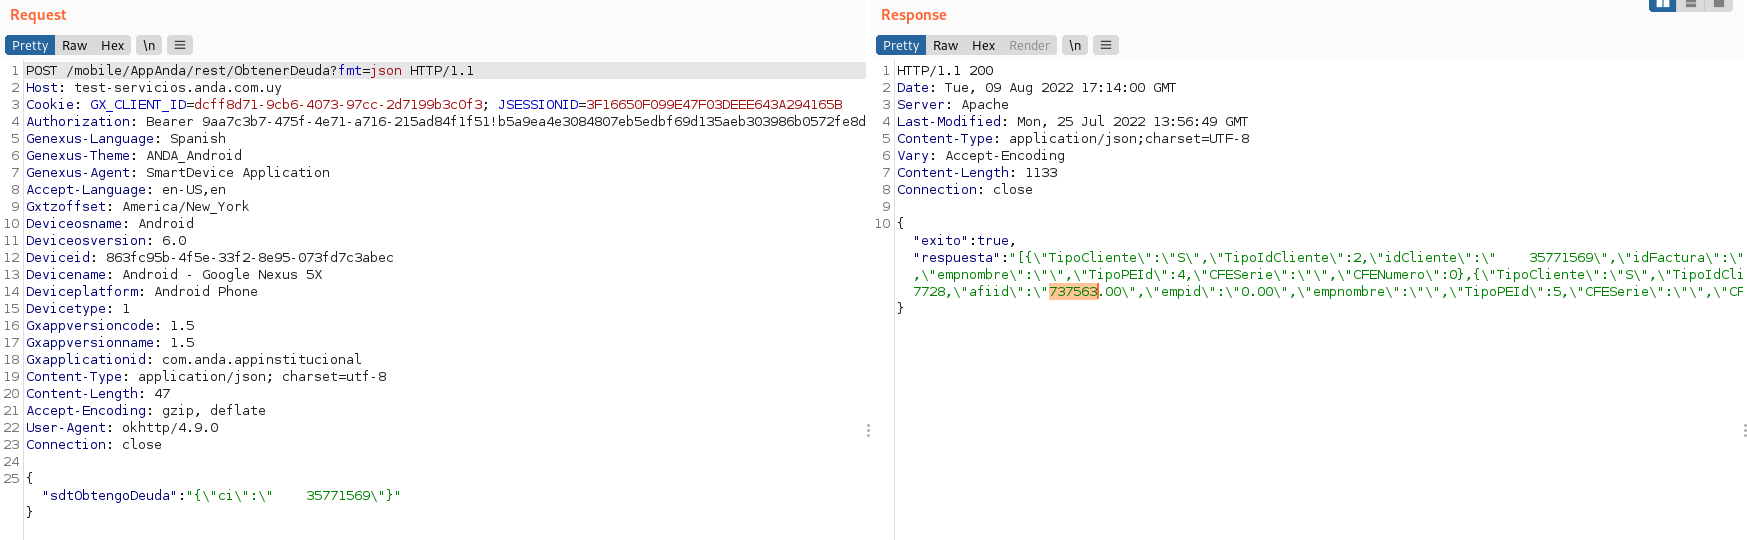 Request
Pretty Raw Hex \n ≡
1 POST /mobile/AppAnda/rest/ObtenerDeuda?fmt=json HTTP/1.1
2 Host: test-servicios.anda.com.uy
3 Cookie: GX_CLIENT_ID=dcff8d71-9cb6-4073-97cc-2d7199b3c0f3; JSESSIONID=3F16650F099E47F03DEEE643A294165B
4 Authorization: Bearer 9aa7c3b7-475f-4e71-a716-215ad84f1f51!b5a9ea4e3084807eb5edbf69d135aeb303986b0572fe8d
5 Genexus-Language: Spanish
6 Genexus-Theme: ANDA_Android
7 Genexus-Agent: SmartDevice Application
8 Accept-Language: en-US,en
9 Gxtzoffset: America/New_York
10 Deviceosname: Android
11 Deviceosversion: 6.0
12 Deviceid: 863fc95b-4f5e-33f2-8e95-073fd7c3abec
13 Devicename: Android - Google Nexus 5X
14 Deviceplatform: Android Phone
15 Devicetype: 1
16 Gxappversioncode: 1.5
17 Gxappversionname: 1.5
18 Gxapplicationid: com.anda.appinstitucional
19 Content-Type: application/json; charset=utf-8
20 Content-Length: 47
21 Accept-Encoding: gzip, deflate
22 User-Agent: okhttp/4.9.0
23 Connection: close
24
25 {
"sdtObtengoDeuda":"{\"ci\":\"    35771569\"}"
}
Response
Pretty Raw Hex Render \n ≡
1 HTTP/1.1 200
2 Date: Tue, 09 Aug 2022 17:14:00 GMT
3 Server: Apache
4 Last-Modified: Mon, 25 Jul 2022 13:56:49 GMT
5 Content-Type: application/json;charset=UTF-8
6 Vary: Accept-Encoding
7 Content-Length: 1133
8 Connection: close
9
10 {
"exito":true,
"respuesta":"[{\"TipoCliente\":\"S\",\"TipoIdCliente\":2,\"idCliente\":\"    35771569\",\"idFactura\":\"
,\"empnombre\":\"\",\"TipoPEId\":4,\"CFESerie\":\"\",\"CFENumero\":0},{\"TipoCliente\":\"S\",\"TipoIdCli
7728,\"afiid\":\"737563.00\",\"empid\":\"0.00\",\"empnombre\":\"\",\"TipoPEId\":5,\"CFESerie\":\"\",\"CF
}